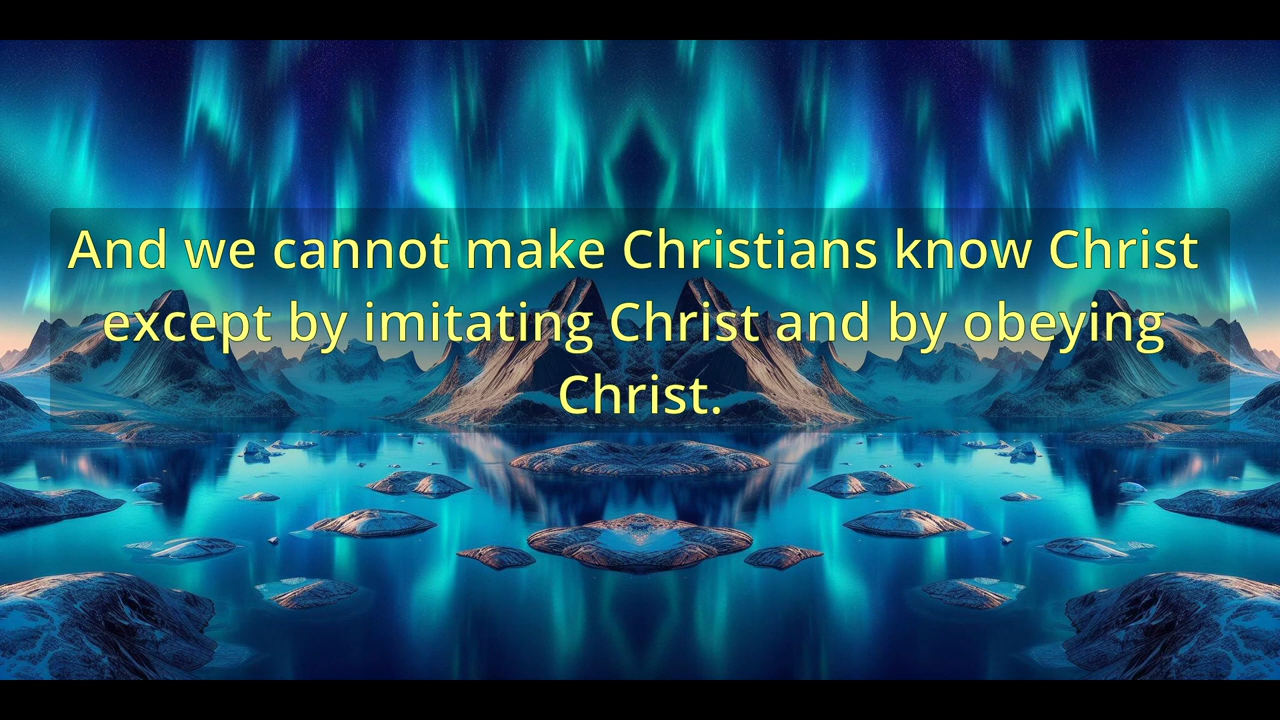 And we cannot make Christians know Christ
except by imitating Christ and by obeying
Christ.